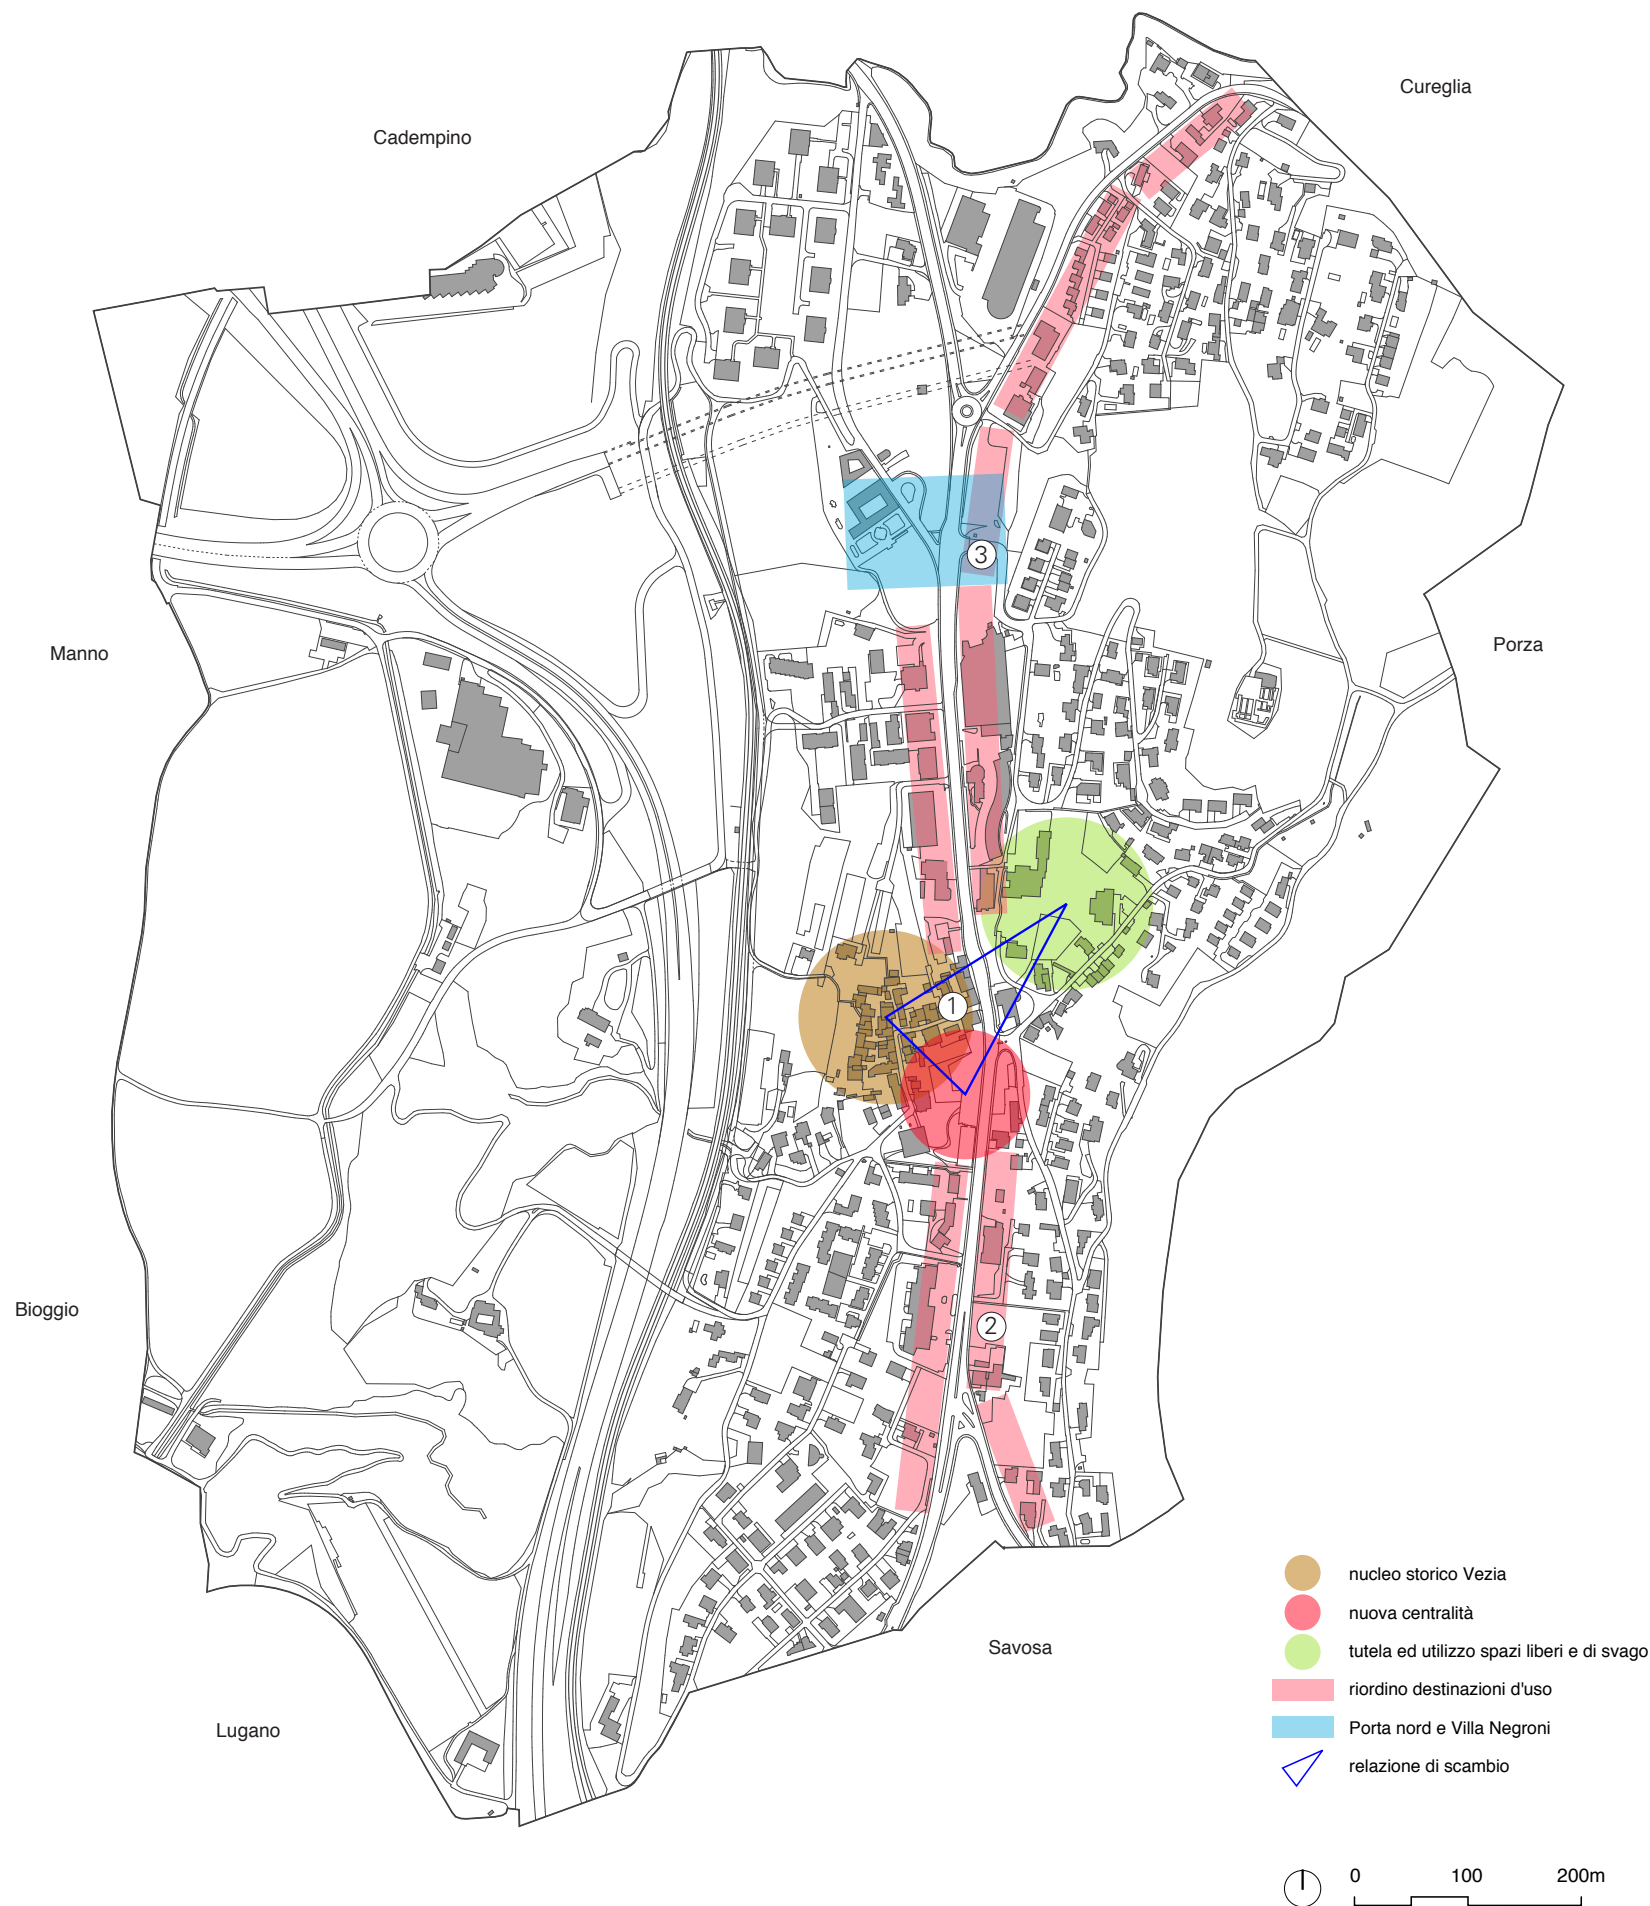 Cureglia
Cadempino
3
Manno
Porza
1
Bioggio
2
nucleo storico Vezia
nuova centralità
tutela ed utilizzo spazi liberi e di svago
Savosa
riordino destinazioni d'uso
Lugano
Porta nord e Villa Negroni
relazione di scambio
0 100 200m